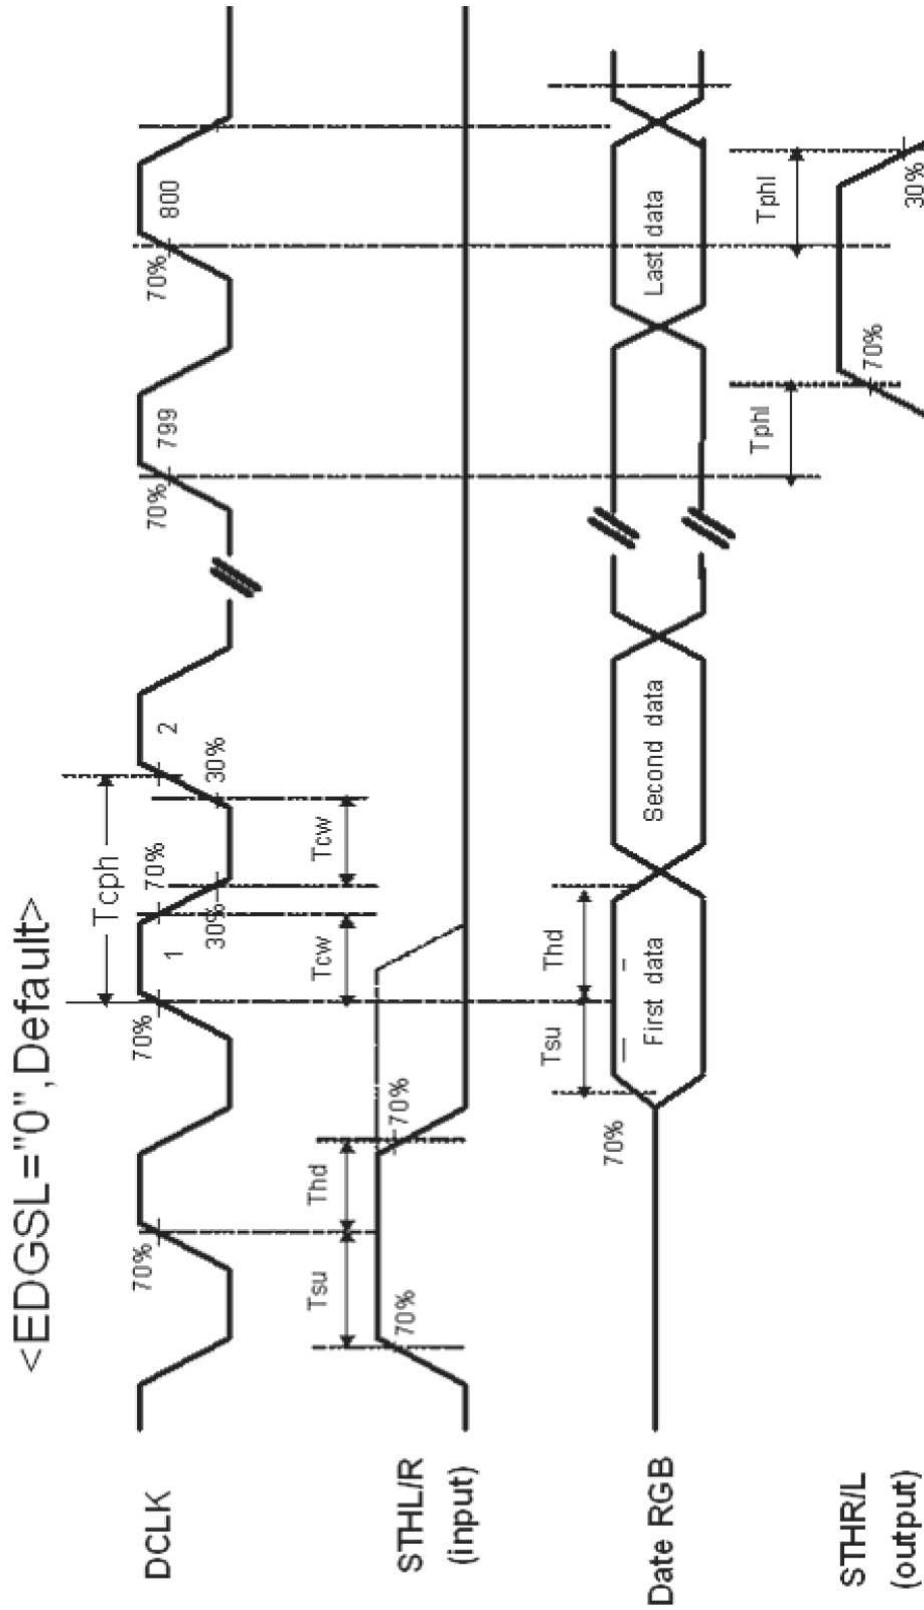 <EDGSL="0",Default>
Tcph
DCLK
70%
70%
1
70%
30%
30%
2
70%
799
70%
800
Tcw
Tcw
STHL/R
(input)
Tsu
Thd
70%
70%
Date RGB
70%
Tsu
Thd
First data
Second data
Last data
STHR/L
(output)
Tphl
Tphl
70%
30%